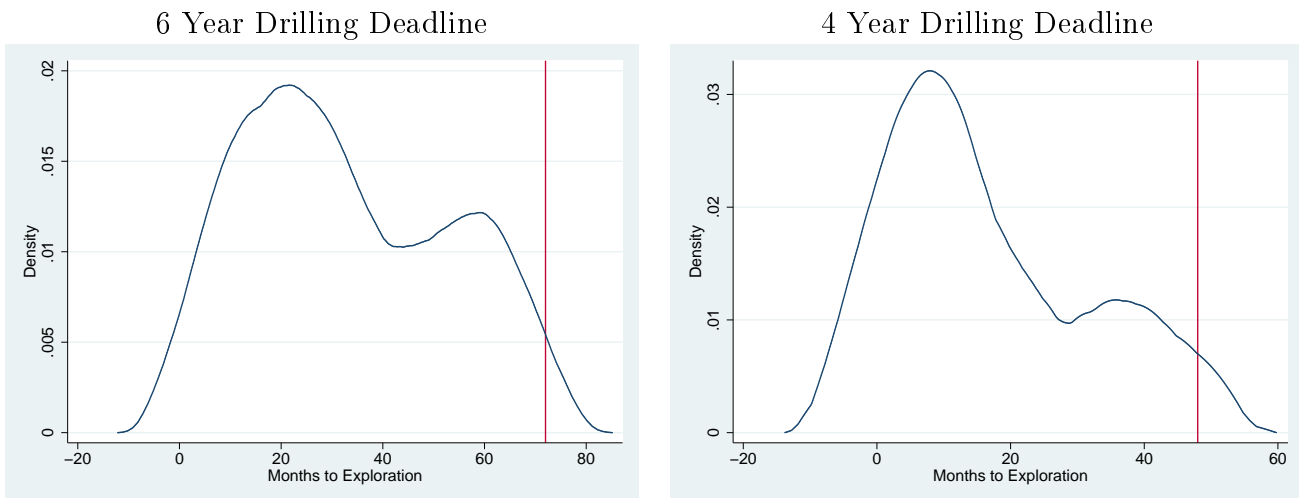 6 Year Drilling Deadline
.02
.015
.01
.005
0
Density
−20 0 20 40 60 80
Months to Exploration
4 Year Drilling Deadline
.03
.02
.01
0
Density
−20 0 20 40 60
Months to Exploration